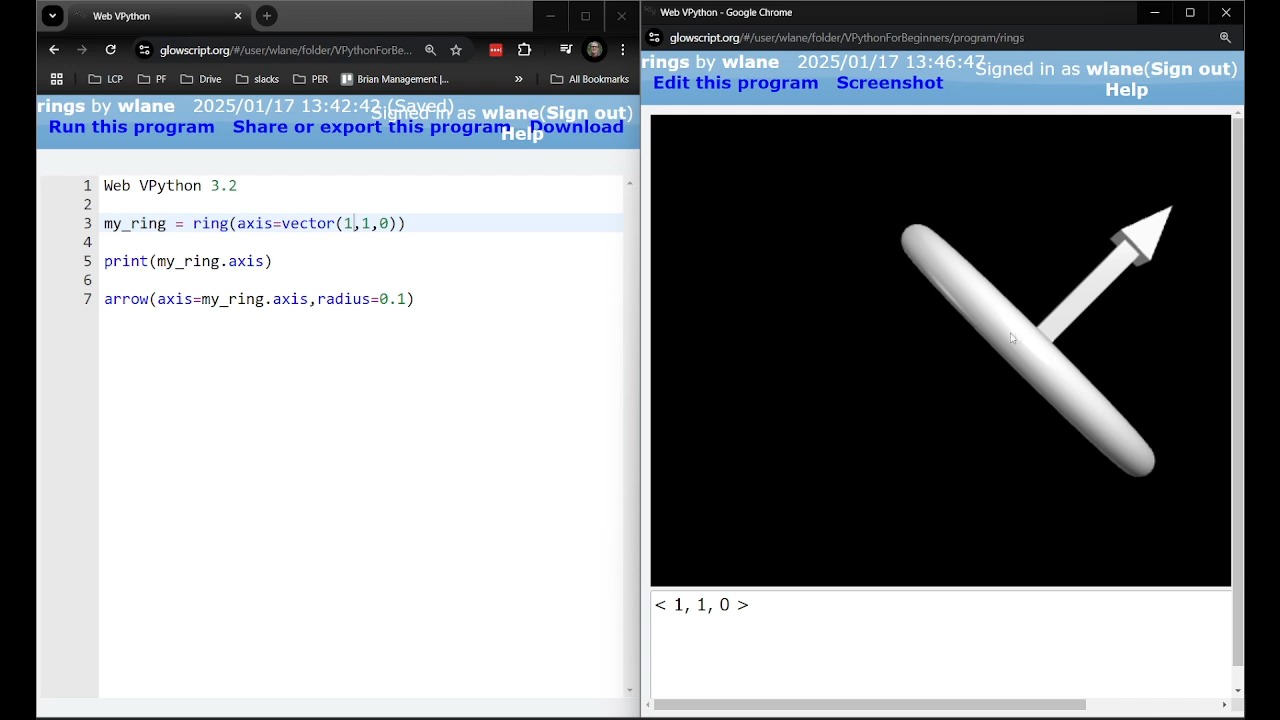 Web VPython
glowscript.org/#/user/wlane/folder/VPythonForBe...
LCP
PF
Drive
slacks
PER
Brian Management |...
»
All Bookmarks
rings by wlane 2025/01/17 13:42:42 (Saved)
Signed in as wlane(Sign out)
Run this program Share or export this program Download
Help
1 Web VPython 3.2
2
3 my_ring = ring(axis=vector(1,1,0))
4
5 print(my_ring.axis)
6
7 arrow(axis=my_ring.axis,radius=0.1)
Web VPython - Google Chrome
glowscript.org/#/user/wlane/folder/VPythonForBeginners/program/rings
rings by wlane 2025/01/17 13:46:47
Signed in as wlane(Sign out)
Edit this program Screenshot
Help
< 1, 1, 0 >